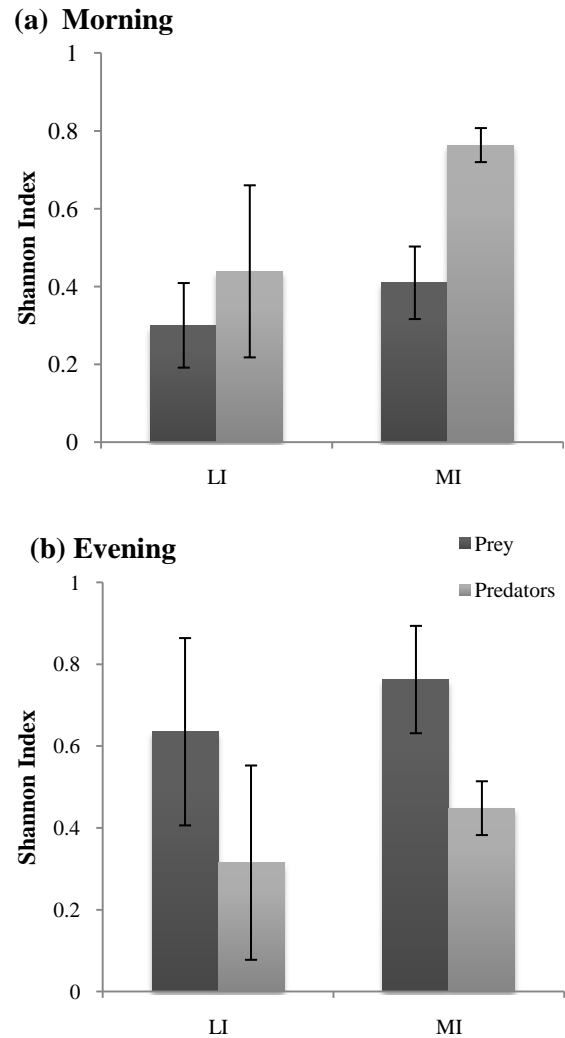 (a) Morning
1
0.8
0.6
0.4
0.2
0
Shannon Index
LI MI
(b) Evening
Prey
Predators
1
0.8
0.6
0.4
0.2
0
Shannon Index
LI MI